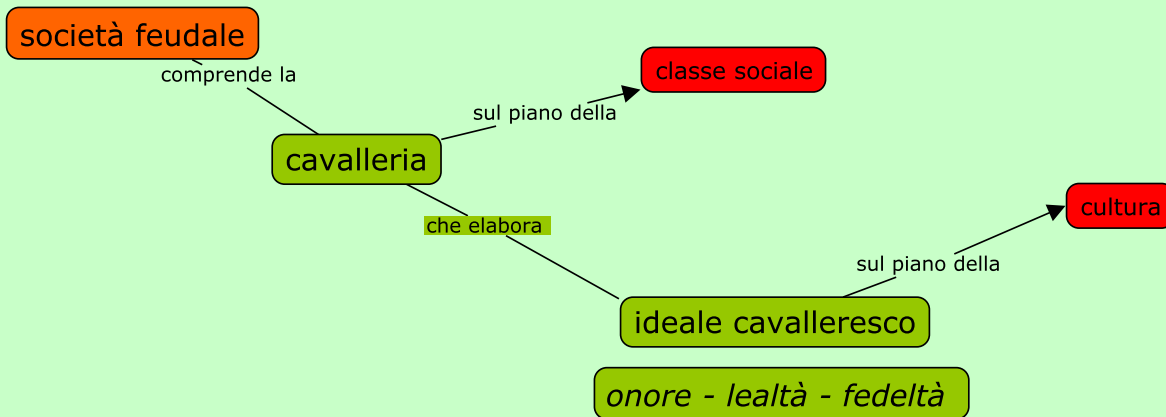 società feudale
comprende la
classe sociale
sul piano della
cavalleria
che elabora
cultura
sul piano della
ideale cavalleresco
onore - lealtà - fedeltà